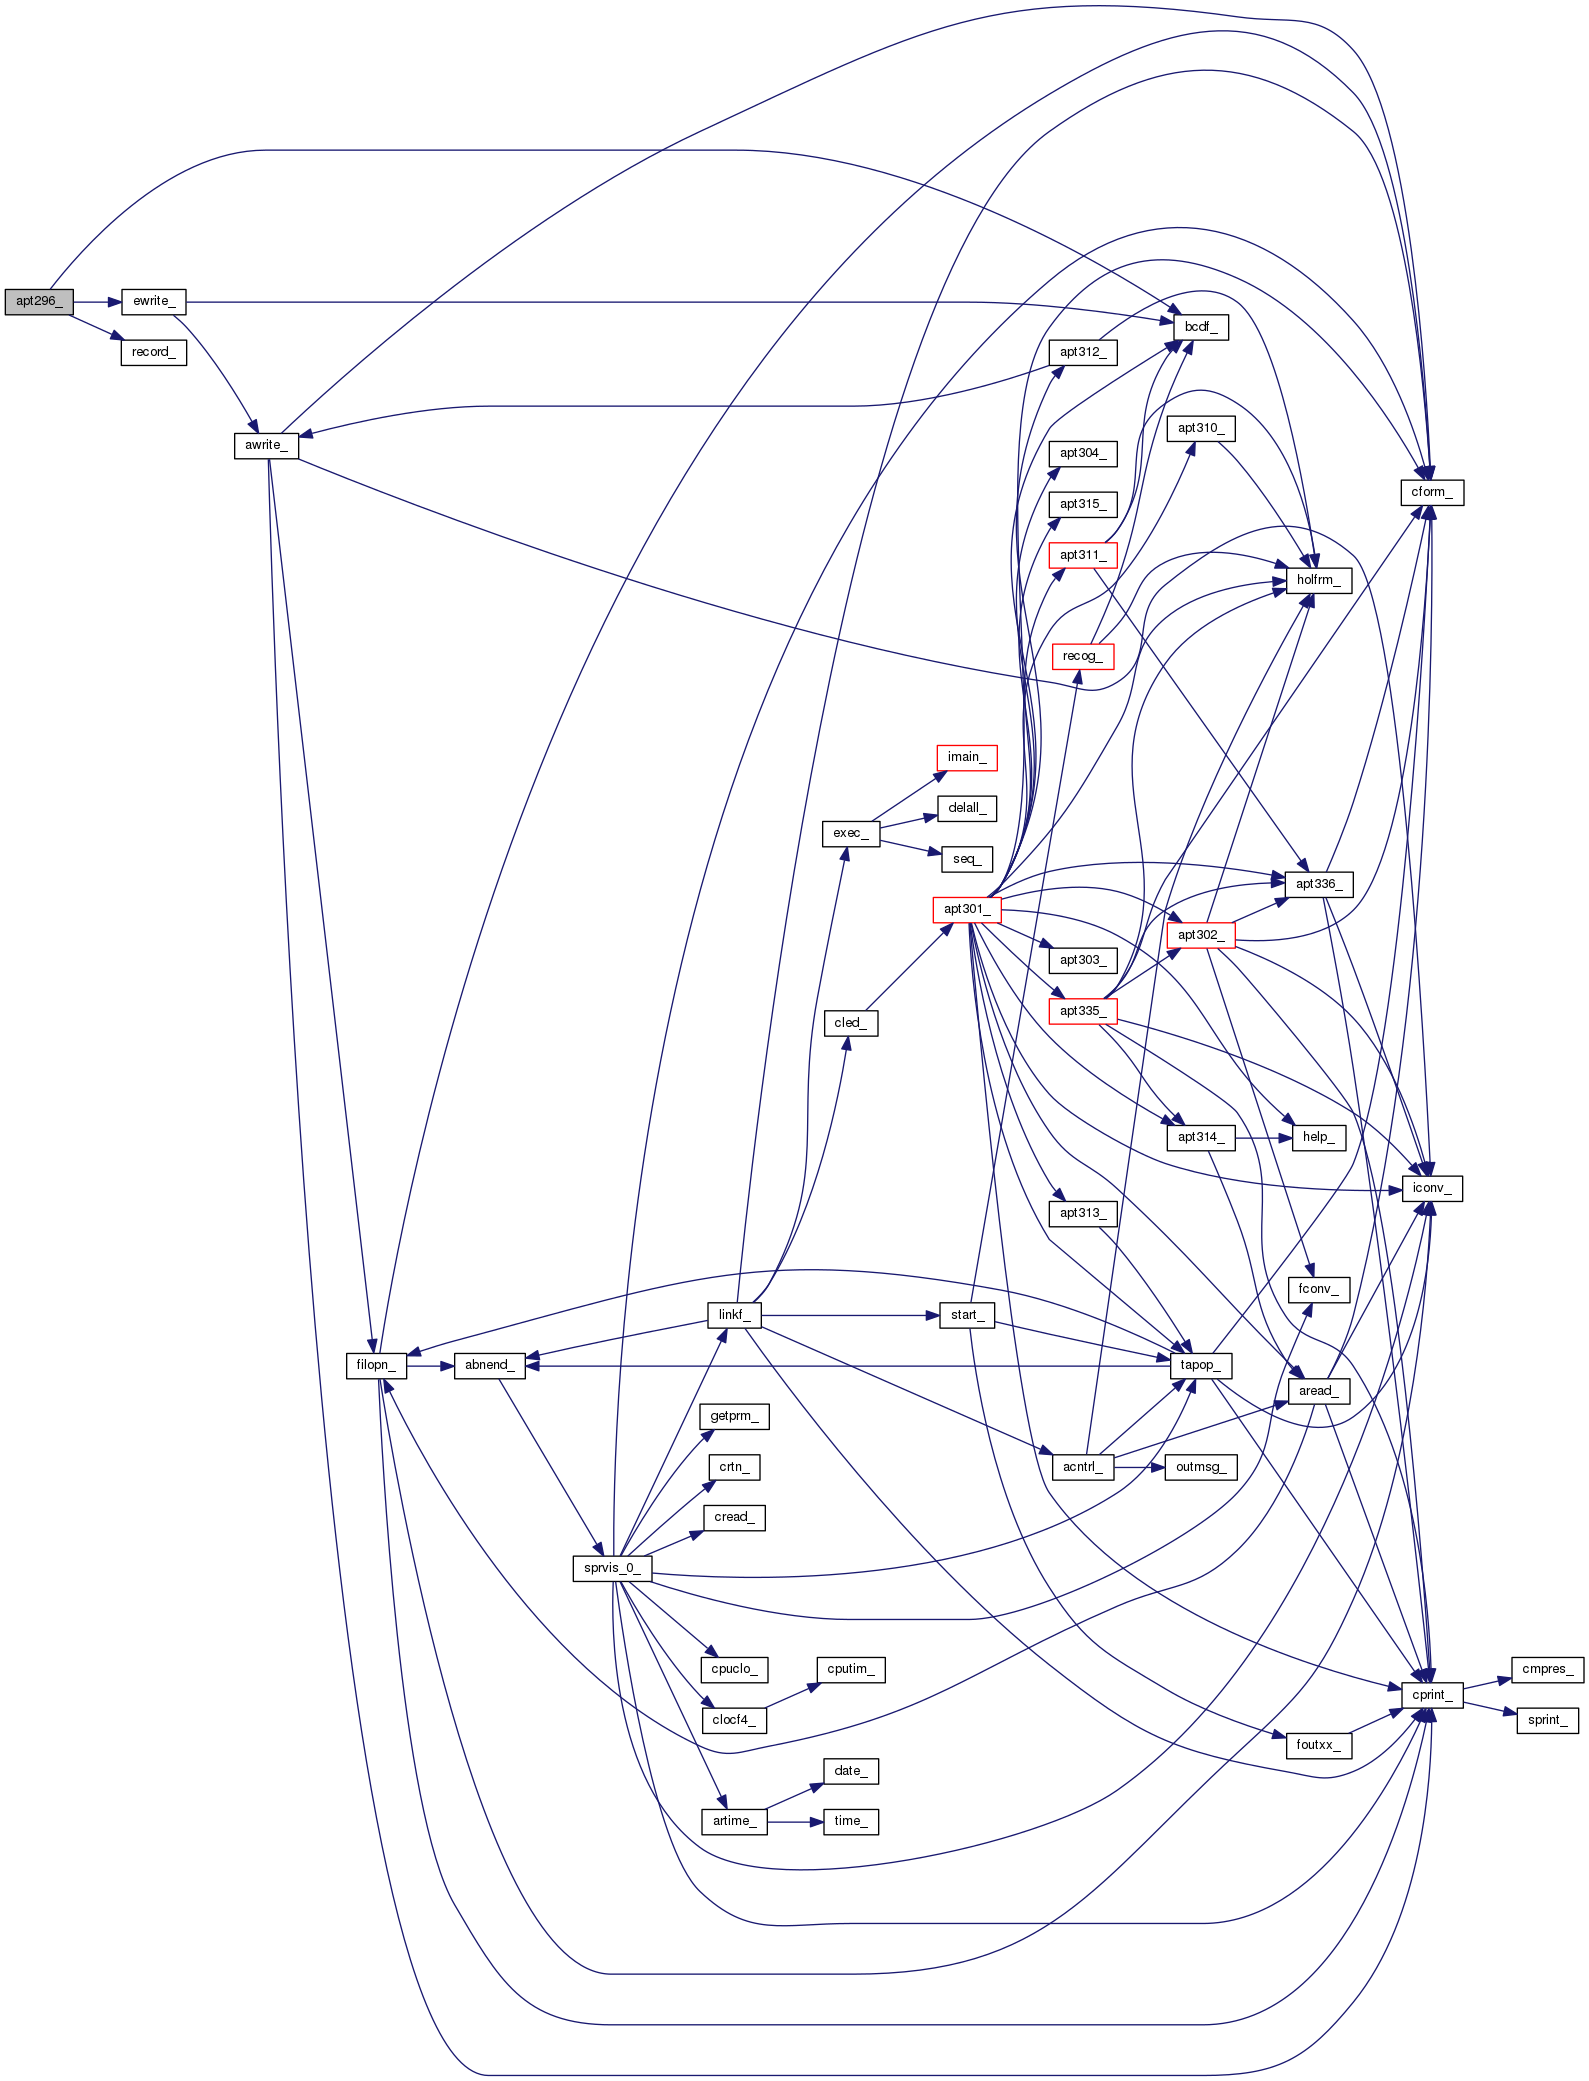 apt296_
ewrite_
record_
awrite_
bcdf_
apt312_
apt310_
apt304_
cform_
apt315_
apt311_
holfrm_
recog_
imain_
delall_
exec_
seq_
apt336_
apt301_
apt302_
apt303_
apt335_
cled_
apt314_
help_
iconv_
apt313_
fconv_
linkf_
start_
filopn_
abnend_
tapop_
aread_
getprm_
crtn_
acntrl_
outmsg_
cread_
sprvis_0_
cpuclo_
cputim_
cmpres_
cprint_
clocf4_
sprint_
foutxx_
date_
artime_
time_